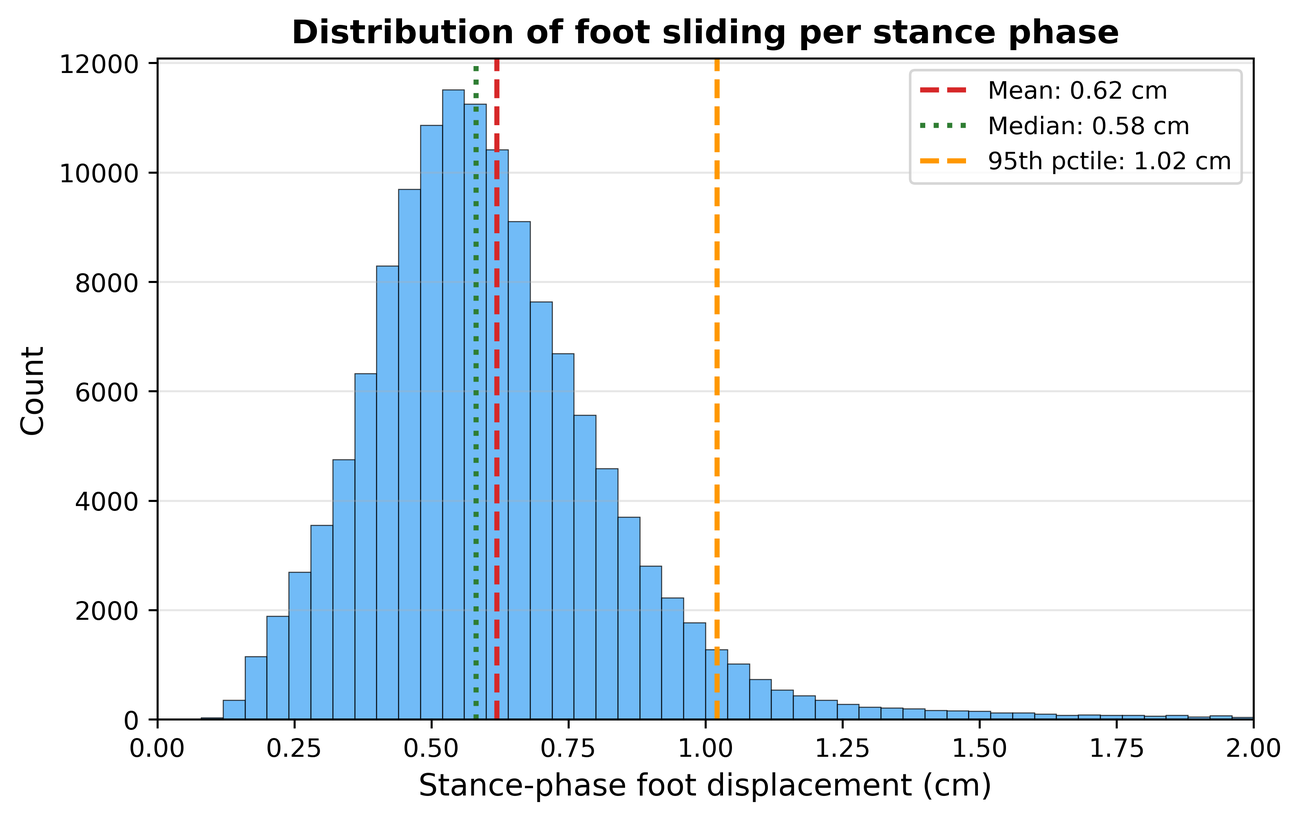 Distribution of foot sliding per stance phase
12000
10000
8000
6000
4000
2000
0
Count
Mean: 0.62 cm
Median: 0.58 cm
95th pctile: 1.02 cm
0.00 0.25 0.50 0.75 1.00 1.25 1.50 1.75 2.00
Stance-phase foot displacement (cm)